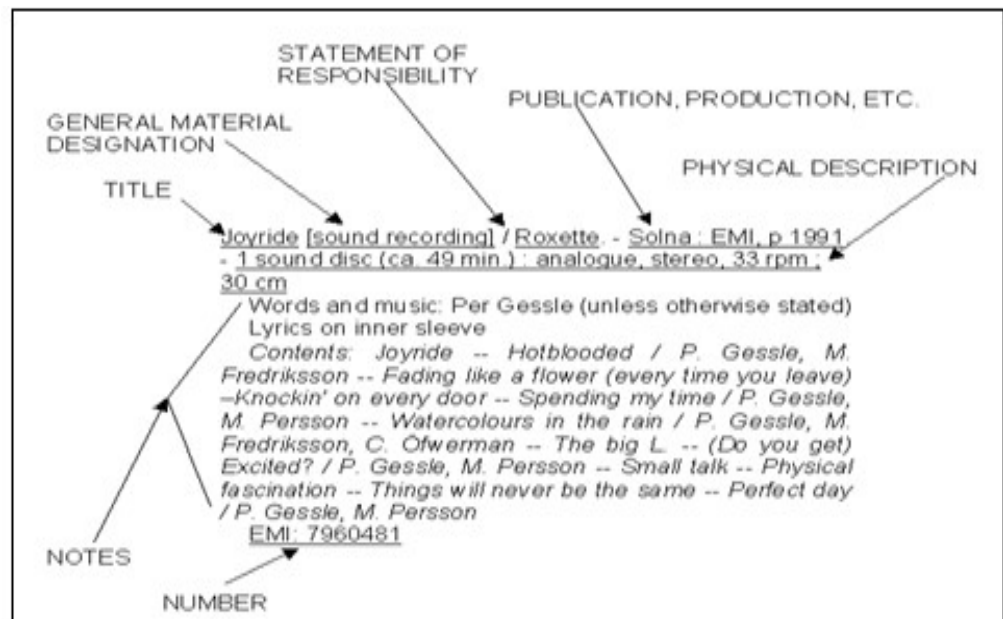 STATEMENT OF
RESPONSIBILITY
PUBLICATION, PRODUCTION, ETC.
GENERAL MATERIAL
DESIGNATION
PHYSICAL DESCRIPTION
TITLE
Joyride [sound recording] / Roxette. - Solna : EMI, p 1991
- 1 sound disc (ca. 49 min.) : analogue, stereo, 33 rpm ;
30 cm
Words and music: Per Gessle (unless otherwise stated)
Lyrics on inner sleeve
Contents: Joyride -- Hotblooded / P. Gessle, M.
Fredriksson -- Fading like a flower (every time you leave)
–Knockin' on every door -- Spending my time / P. Gessle,
M. Persson -- Watercolours in the rain / P. Gessle, M.
Fredriksson, C. Öfwerman -- The big L. -- (Do you get)
Excited? / P. Gessle, M. Persson -- Small talk -- Physical
fascination -- Things will never be the same -- Perfect day
/ P. Gessle, M. Persson
EMI: 7960481
NOTES
NUMBER